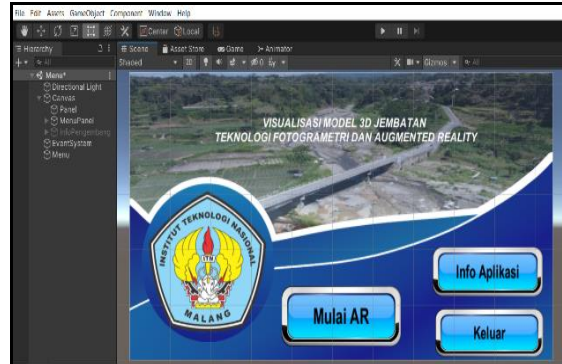 File Edit Assets GameObject Component Window Help
Center Local
Hierarchy
Scene Asset Store Game Animator
All
Shaded 2D Gizmos All
Menu*
Directional Light
Canvas
Panel
MenuPanel
InfoPengembang
EventSystem
Menu
VISUALISASI MODEL 3D JEMBATAN
TEKNOLOGI FOTOGRAMETRI DAN AUGMENTED REALITY
INSTITUT TEKNOLOGI NASIONAL
ITN
MALANG
Info Aplikasi
Mulai AR
Keluar